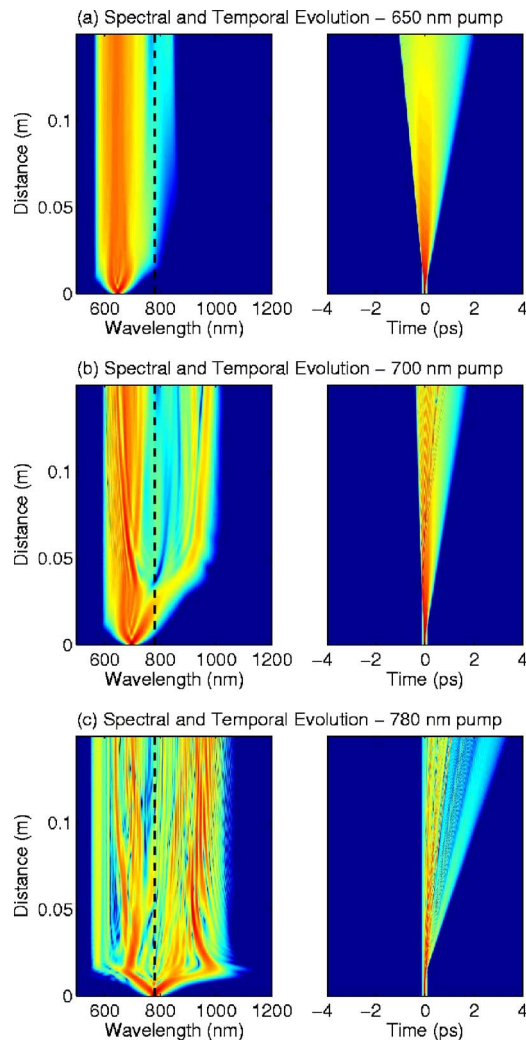 (a) Spectral and Temporal Evolution – 650 nm pump
Distance (m)
0.1
0.05
0
600 800 1000 1200
Wavelength (nm)
−4 −2 0 2 4
Time (ps)
(b) Spectral and Temporal Evolution – 700 nm pump
Distance (m)
0.1
0.05
0
600 800 1000 1200
Wavelength (nm)
−4 −2 0 2 4
Time (ps)
(c) Spectral and Temporal Evolution – 780 nm pump
Distance (m)
0.1
0.05
0
600 800 1000 1200
Wavelength (nm)
−4 −2 0 2 4
Time (ps)